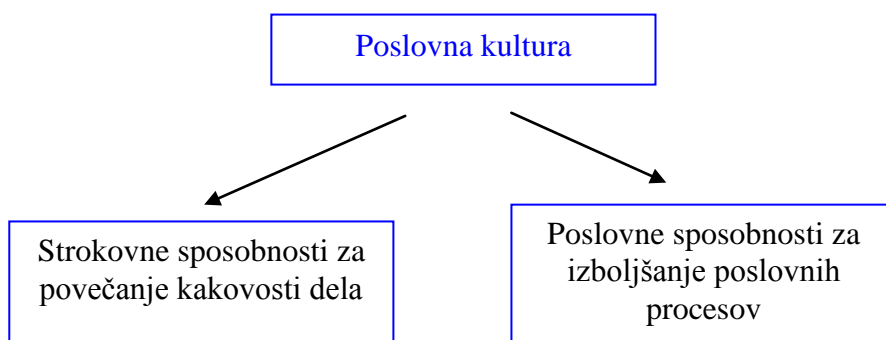 Poslovna kultura
Strokovne sposobnosti za
povečanje kakovosti dela
Poslovne sposobnosti za
izboljšanje poslovnih
procesov